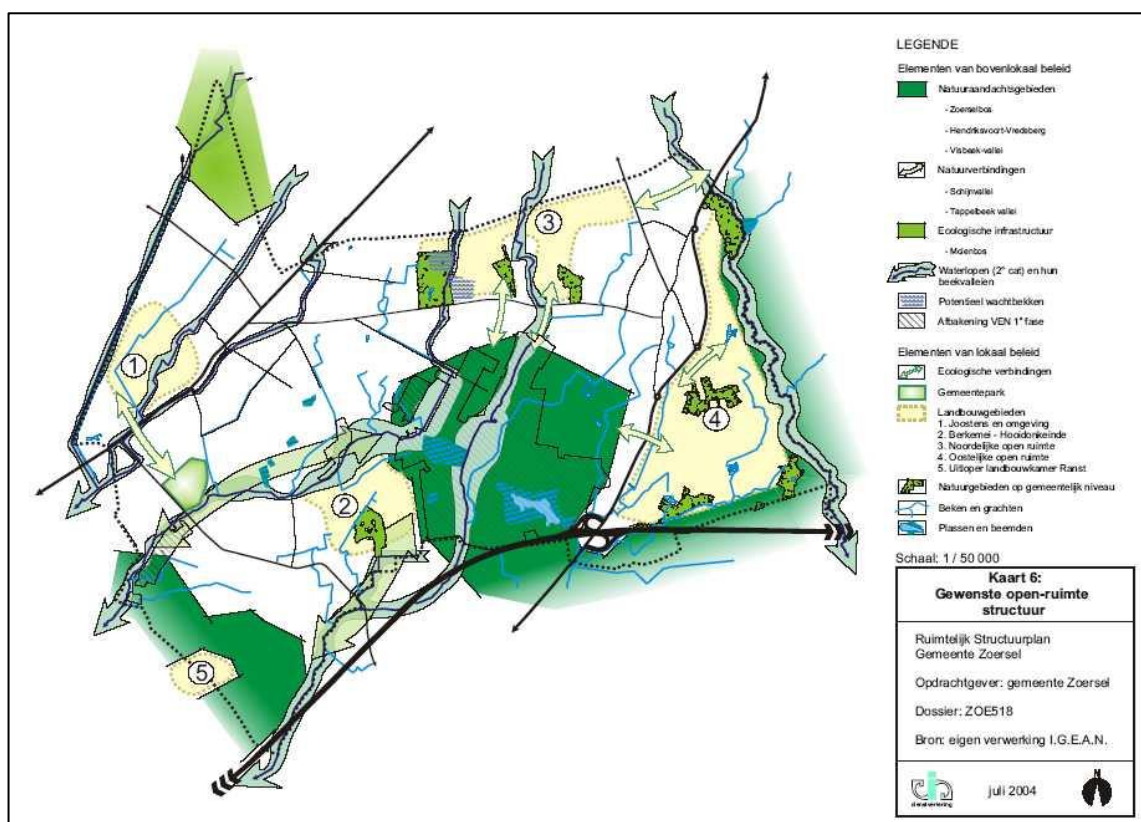 LEGENDE
Elementen van bovenlokaal beleid
Natuuraandachtsgebieden
- Zoerselbos
- Hendriksvoort-Vredsberg
- Visbeek-vallei
Natuurverbindingen
- Schijnvallei
- Tappelbeek vallei
Ecologische infrastructuur
- Molenbos
Waterlopen (2° cat) en hun
beekvalleien
Potentieel wachtbekken
Afbakening VEN 1° fase
Elementen van lokaal beleid
Ecologische verbindingen
Gemeentepark
Landbouwgebieden
1. Joostens en omgeving
2. Berkemei - Hooidonkeinde
3. Noordelijke open ruimte
4. Oostelijke open ruimte
5. Uitloper landbouwkamer Ranst
Natuurgebieden op gemeentelijk niveau
Beken en grachten
Plassen en beemden
Schaal: 1 / 50 000
Kaart 6:
Gewenste open-ruimte
structuur
Ruimtelijk Structuurplan
Gemeente Zoersel
Opdrachtgever: gemeente Zoersel
Dossier: ZOE518
Bron: eigen verwerking I.G.E.A.N.
dienstverlening
juli 2004
N
1
2
3
4
5